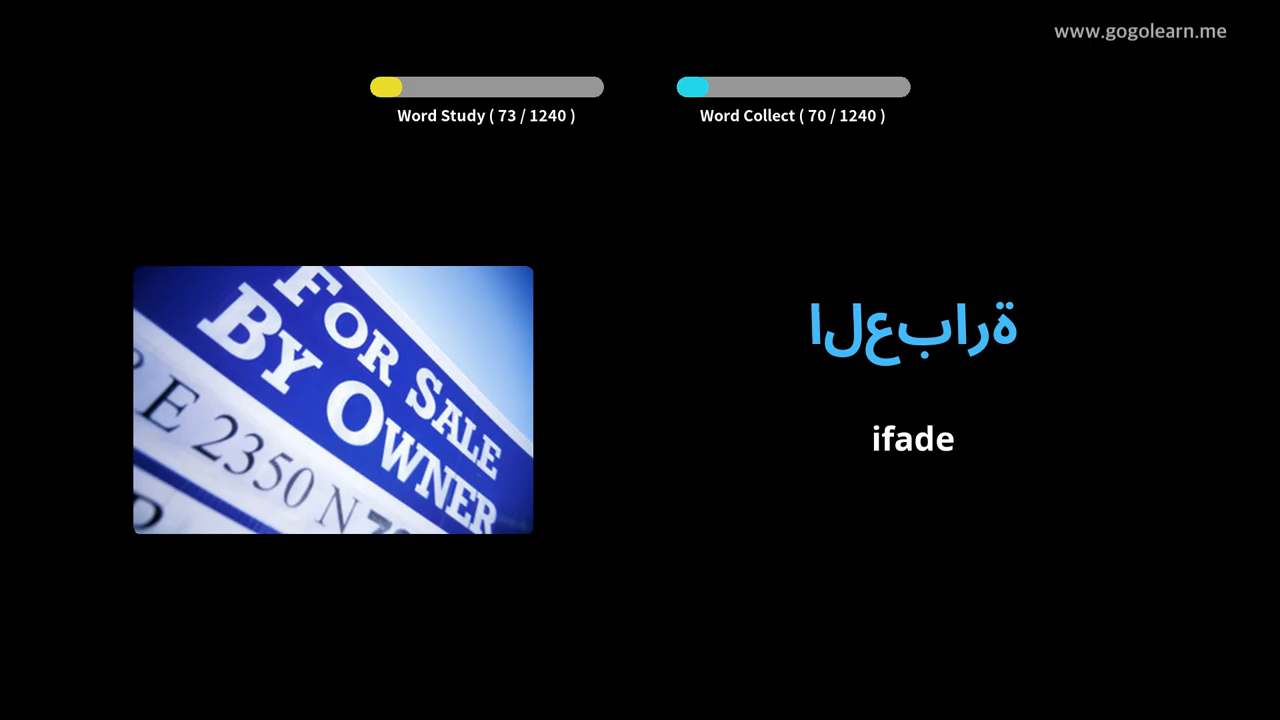 www.gogolearn.me
Word Study ( 73 / 1240 )
Word Collect ( 70 / 1240 )
FOR SALE
BY OWNER
E 2350 N
العبارة
ifade